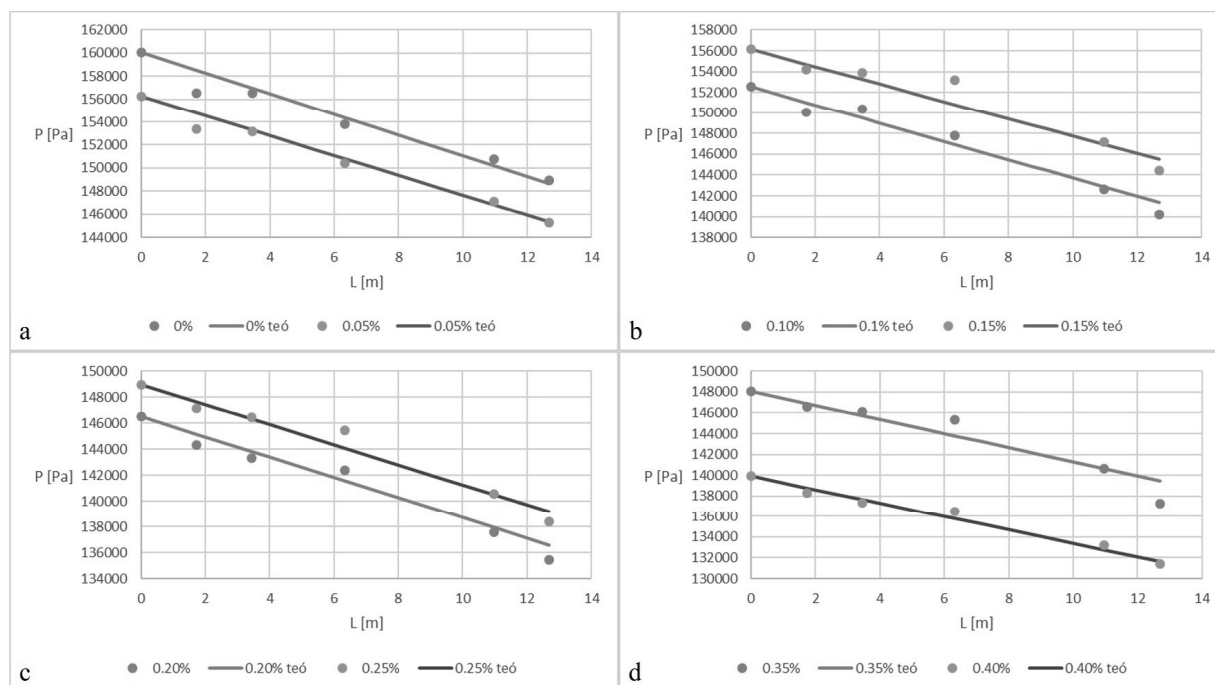 162000
160000
158000
156000
154000
152000
150000
148000
146000
144000
P [Pa]
0 2 4 6 8 10 12 14
L [m]
0% 0% teó 0.05% 0.05% teó
a
158000
156000
154000
152000
150000
148000
146000
144000
142000
140000
138000
P [Pa]
0 2 4 6 8 10 12 14
L [m]
0.10% 0.1% teó 0.15% 0.15% teó
b
150000
148000
146000
144000
142000
140000
138000
136000
134000
P [Pa]
0 2 4 6 8 10 12 14
L [m]
0.20% 0.20% teó 0.25% 0.25% teó
c
150000
148000
146000
144000
142000
140000
138000
136000
134000
132000
130000
P [Pa]
0 2 4 6 8 10 12 14
L [m]
0.35% 0.35% teó 0.40% 0.40% teó
d